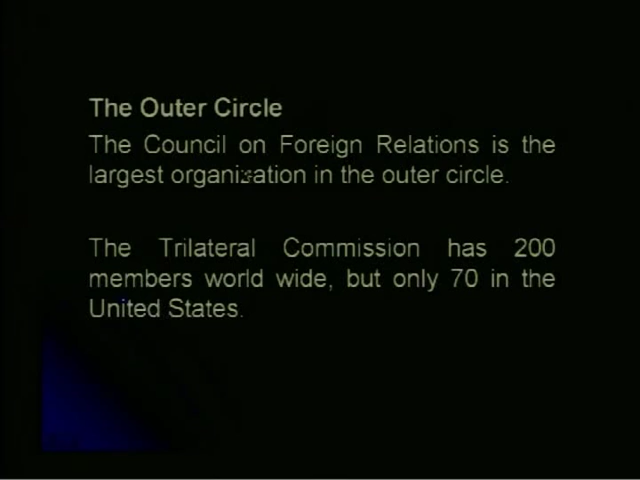 The Outer Circle
The Council on Foreign Relations is the
largest organization in the outer circle.
The Trilateral Commission has 200
members world wide, but only 70 in the
United States.